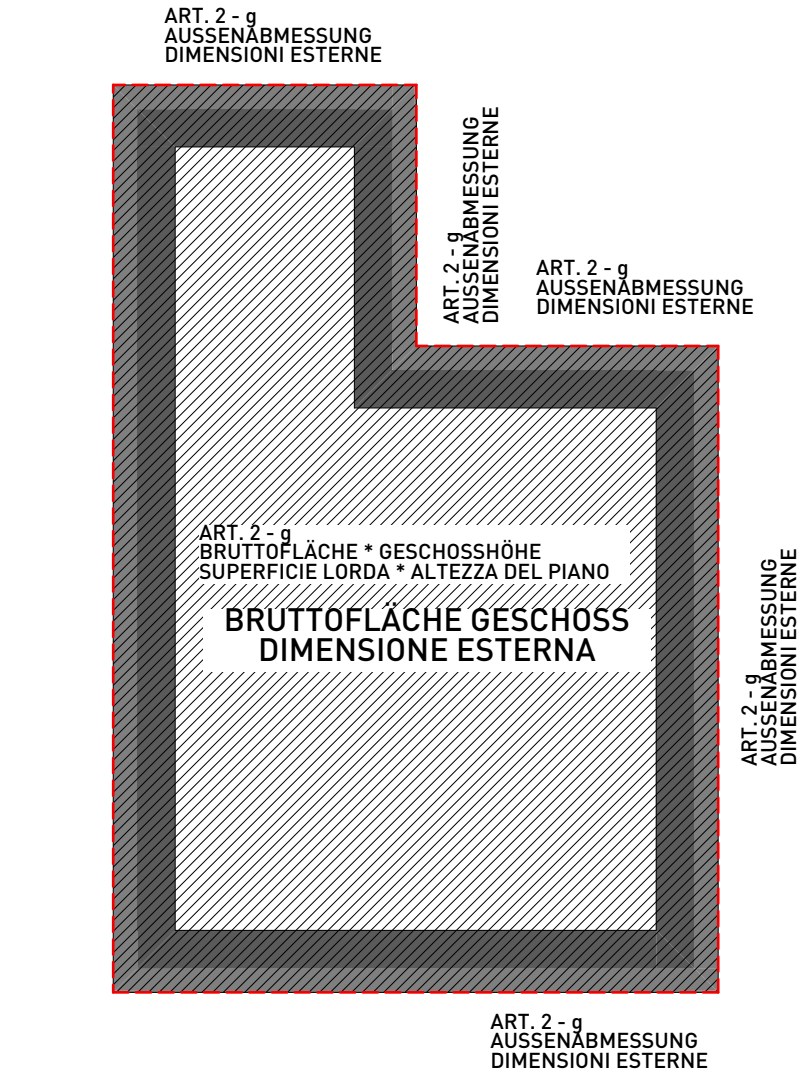 ART. 2 - g
AUSSENABMESSUNG
DIMENSIONI ESTERNE
ART. 2 - g
AUSSENABMESSUNG
DIMENSIONI ESTERNE
ART. 2 - g
AUSSENABMESSUNG
DIMENSIONI ESTERNE
ART. 2 - g
BRUTTOFLÄCHE * GESCHOSSHÖHE
SUPERFICIE LORDA * ALTEZZA DEL PIANO
BRUTTOFLÄCHE GESCHOSS
DIMENSIONE ESTERNA
ART. 2 - g
AUSSENABMESSUNG
DIMENSIONI ESTERNE
ART. 2 - g
AUSSENABMESSUNG
DIMENSIONI ESTERNE